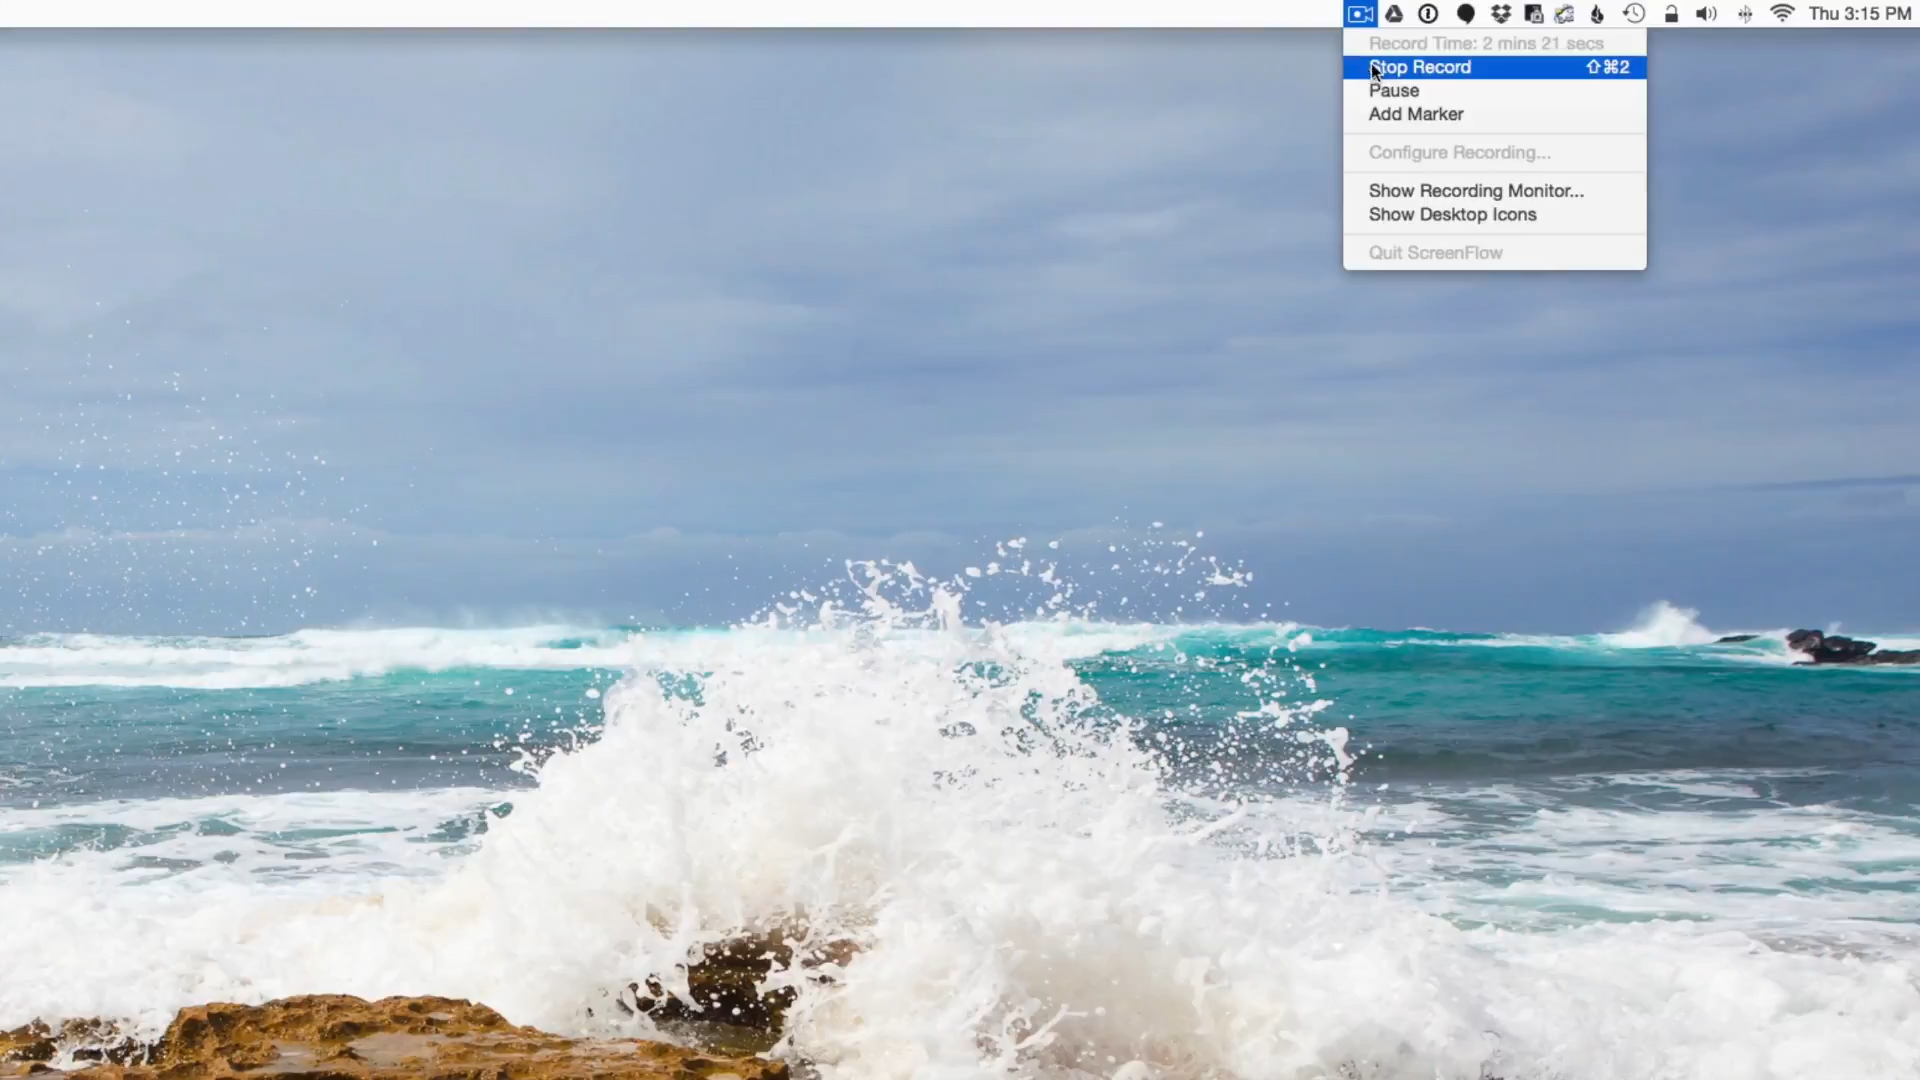 Thu 3:15 PM
Record Time: 2 mins 21 secs
Stop Record ⇧⌘2
Pause
Add Marker
Configure Recording...
Show Recording Monitor...
Show Desktop Icons
Quit ScreenFlow